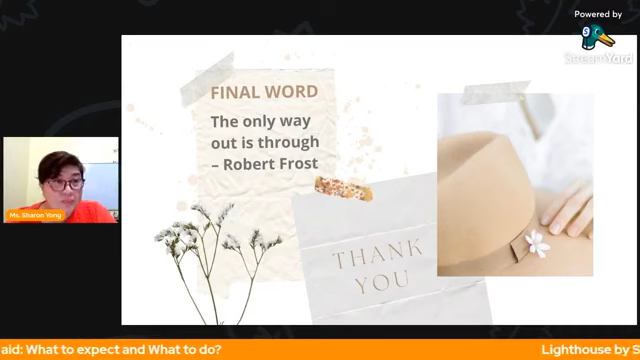 Powered by
StreamYard
FINAL WORD
The only way
out is through
– Robert Frost
THANK
YOU
Ms. Sharon Yong
aid: What to expect and What to do?
Lighthouse by S